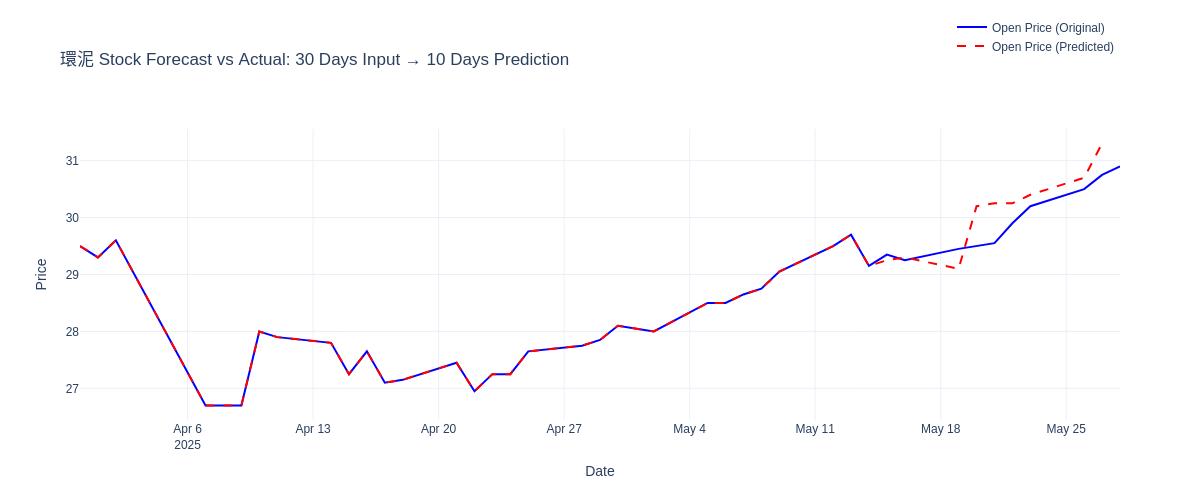 環泥 Stock Forecast vs Actual: 30 Days Input → 10 Days Prediction
Open Price (Original)
Open Price (Predicted)
Price
31
30
29
28
27
Apr 6
2025
Apr 13
Apr 20
Apr 27
May 4
May 11
May 18
May 25
Date